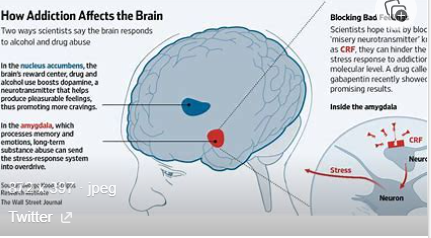 How Addiction Affects the Brain
Two ways scientists say the brain responds
to alcohol and drug abuse
In the nucleus accumbens, the
brain's reward center, drug and
alcohol use boosts dopamine, a
neurotransmitter that helps
produce pleasurable feelings,
thus promoting more cravings.
In the amygdala, which
processes memory and
emotions, long-term
substance abuse can send
the stress-response system
into overdrive.
Research Institute
The Wall Street Journal
jpeg
Twitter
Blocking Bad
Scientists hope that by
'misery neurotransmitter'
as CRF, they can hinder the
stress response to addiction
molecular level. A drug
gabapentin recently showed
promising results.
Inside the amygdala
CRF
Stress
Neuron